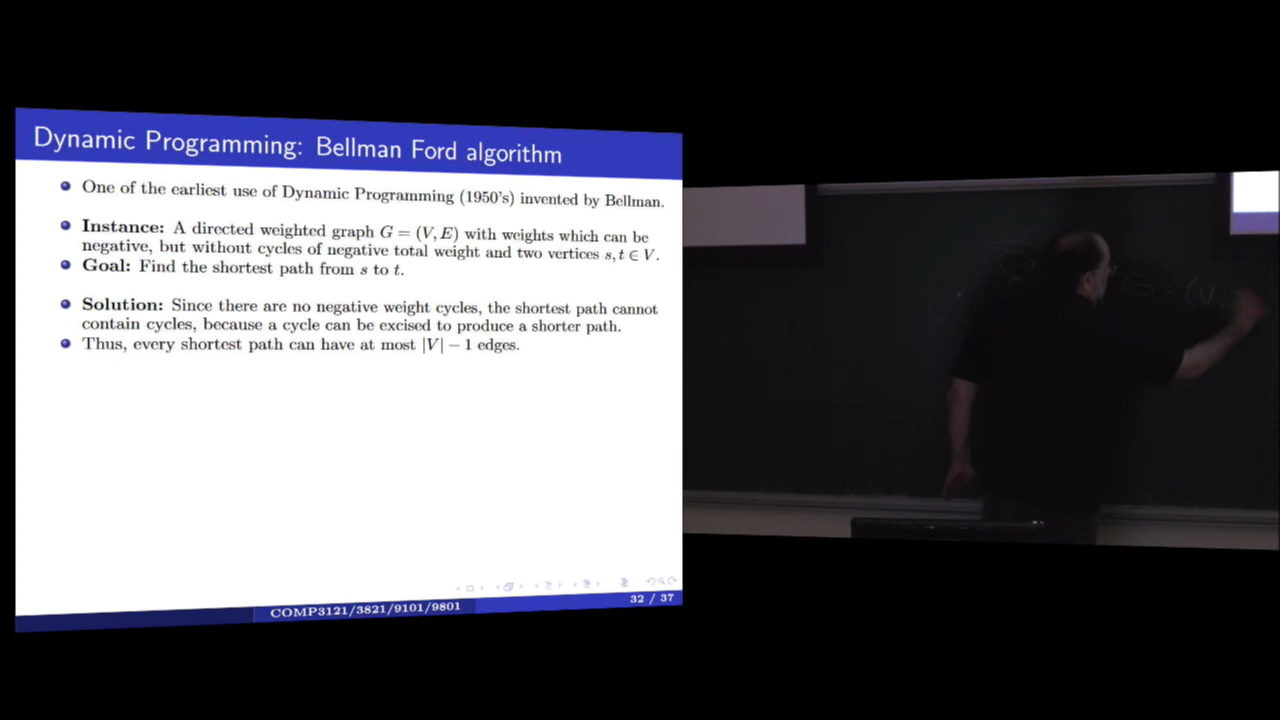 Dynamic Programming: Bellman Ford algorithm
One of the earliest use of Dynamic Programming (1950's) invented by Bellman.
Instance: A directed weighted graph G = (V, E) with weights which can be
negative, but without cycles of negative total weight and two vertices s, t ∈ V.
Goal: Find the shortest path from s to t.
Solution: Since there are no negative weight cycles, the shortest path cannot
contain cycles, because a cycle can be excised to produce a shorter path.
Thus, every shortest path can have at most |V| − 1 edges.
COMP3121/3821/9101/9801
32 / 37
G = (V,